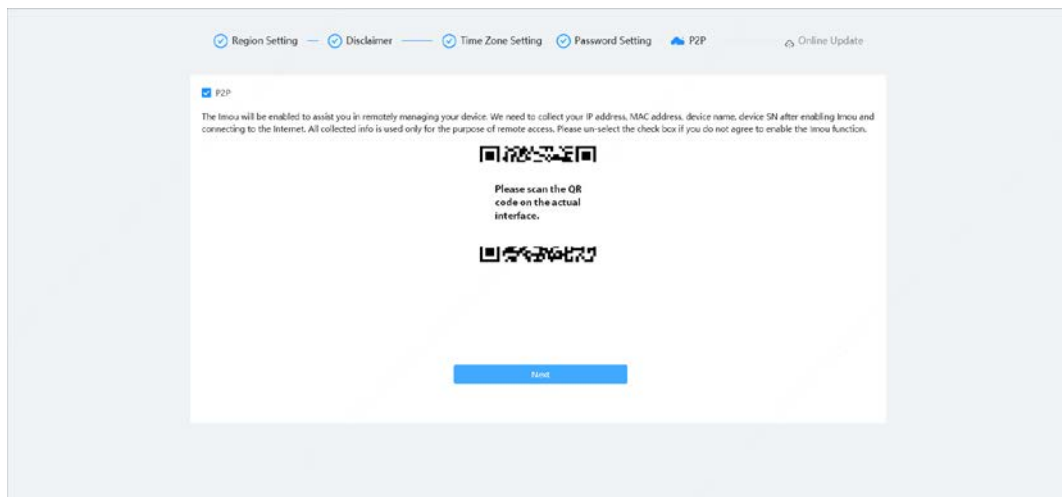 Region Setting Disclaimer Time Zone Setting Password Setting P2P Online Update
P2P
The Imou will be enabled to assist you in remotely managing your device. We need to collect your IP address, MAC address, device name, device SN after enabling Imou and
connecting to the Internet. All collected info is used only for the purpose of remote access. Please un-select the check box if you do not agree to enable the Imou function.
Please scan the QR
code on the actual
interface.
Next